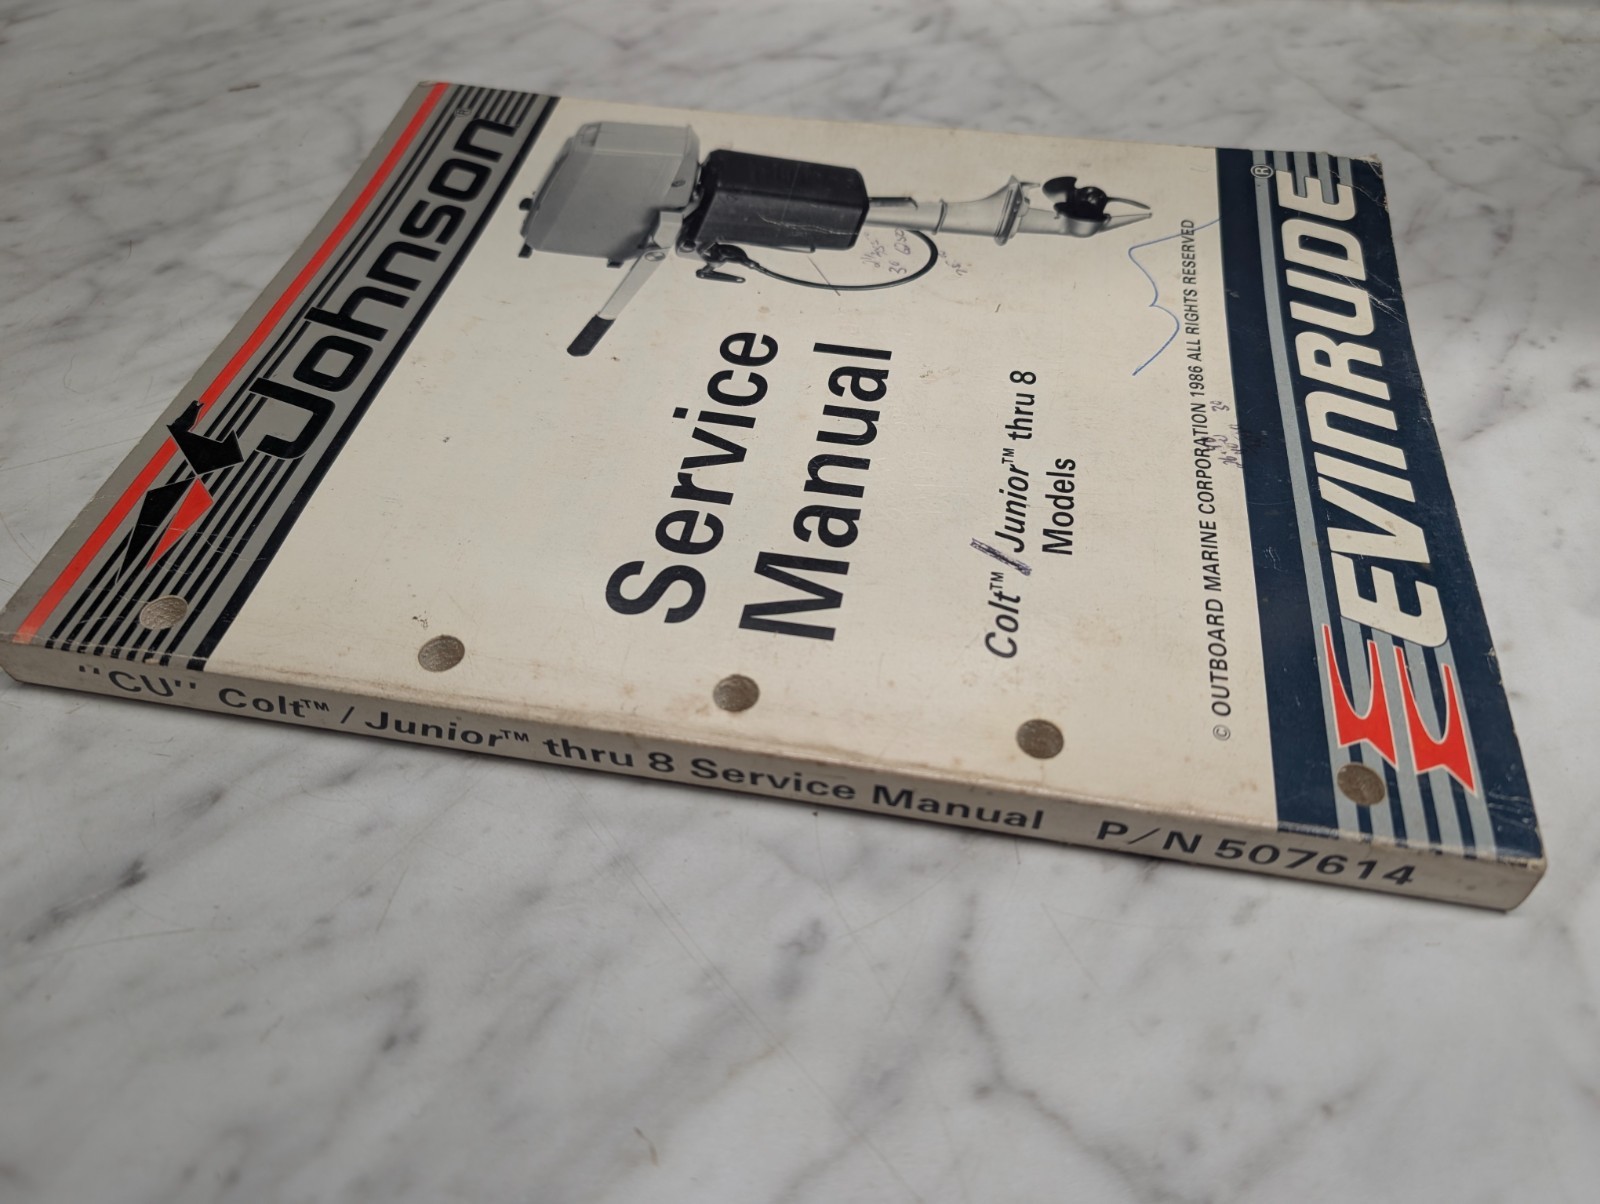 Johnson®
Service
Manual
Colt™/Junior™ thru 8
Models
© OUTBOARD MARINE CORPORATION 1986 ALL RIGHTS RESERVED
EVINRUDE®
"CU" Colt™ / Junior™ thru 8 Service Manual P/N 507614